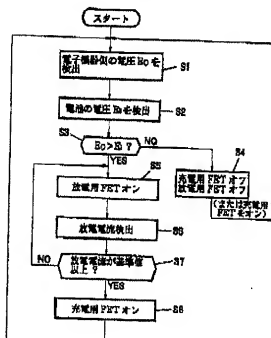 スタート
電子機器側の電圧E₀を
検出
S1
電池の電圧E₁を検出
S2
S3
E₀>E₁?
NO
YES
S4
充電用FETオフ
放電用FETオフ
(または充電用
FETをオン)
S5
放電用FETオン
放電電流検出
S6
放電電流が基準値
以上?
S7
NO
YES
充電用FETオン
S8